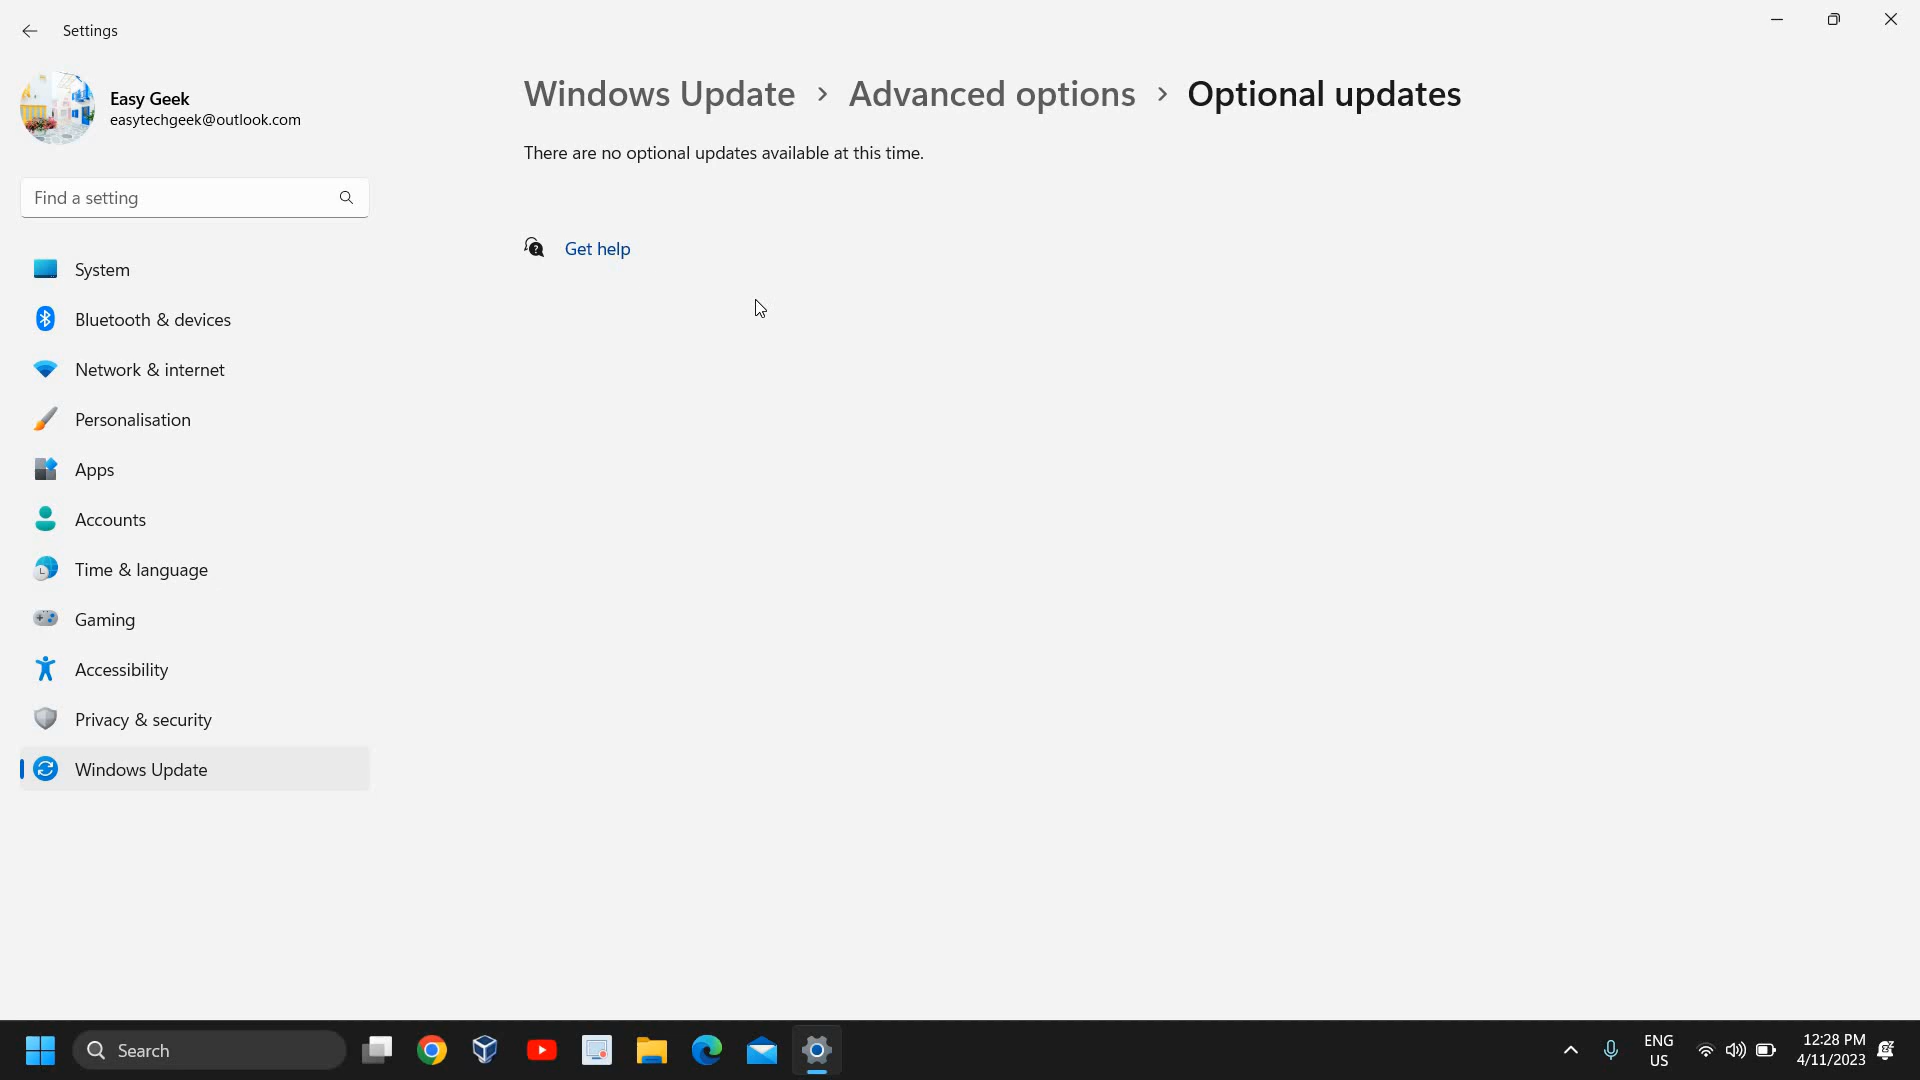 Settings
Easy Geek
easytechgeek@outlook.com
Find a setting
System
Bluetooth & devices
Network & internet
Personalisation
Apps
Accounts
Time & language
Gaming
Accessibility
Privacy & security
Windows Update
Windows Update > Advanced options > Optional updates
There are no optional updates available at this time.
Get help
Search
ENG
US
12:28 PM
4/11/2023